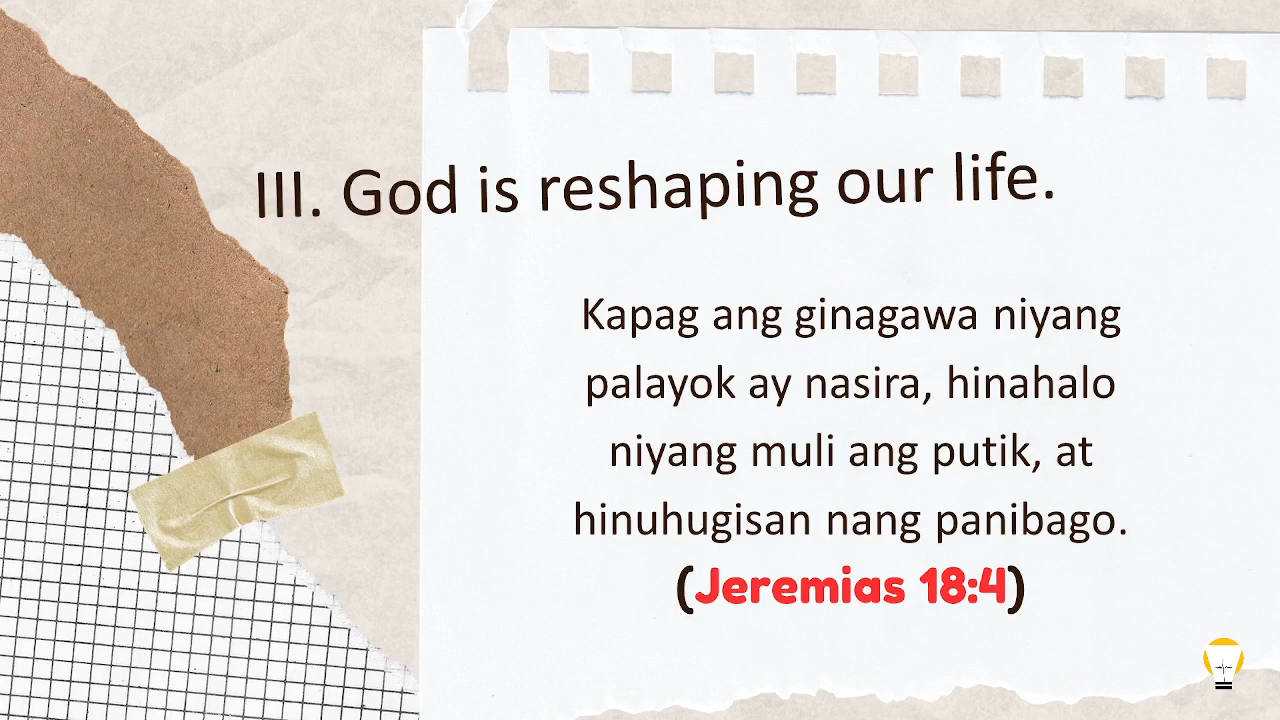 III. God is reshaping our life.
Kapag ang ginagawa niyang
palayok ay nasira, hinahalo
niyang muli ang putik, at
hinuhugisan nang panibago.
(Jeremias 18:4)